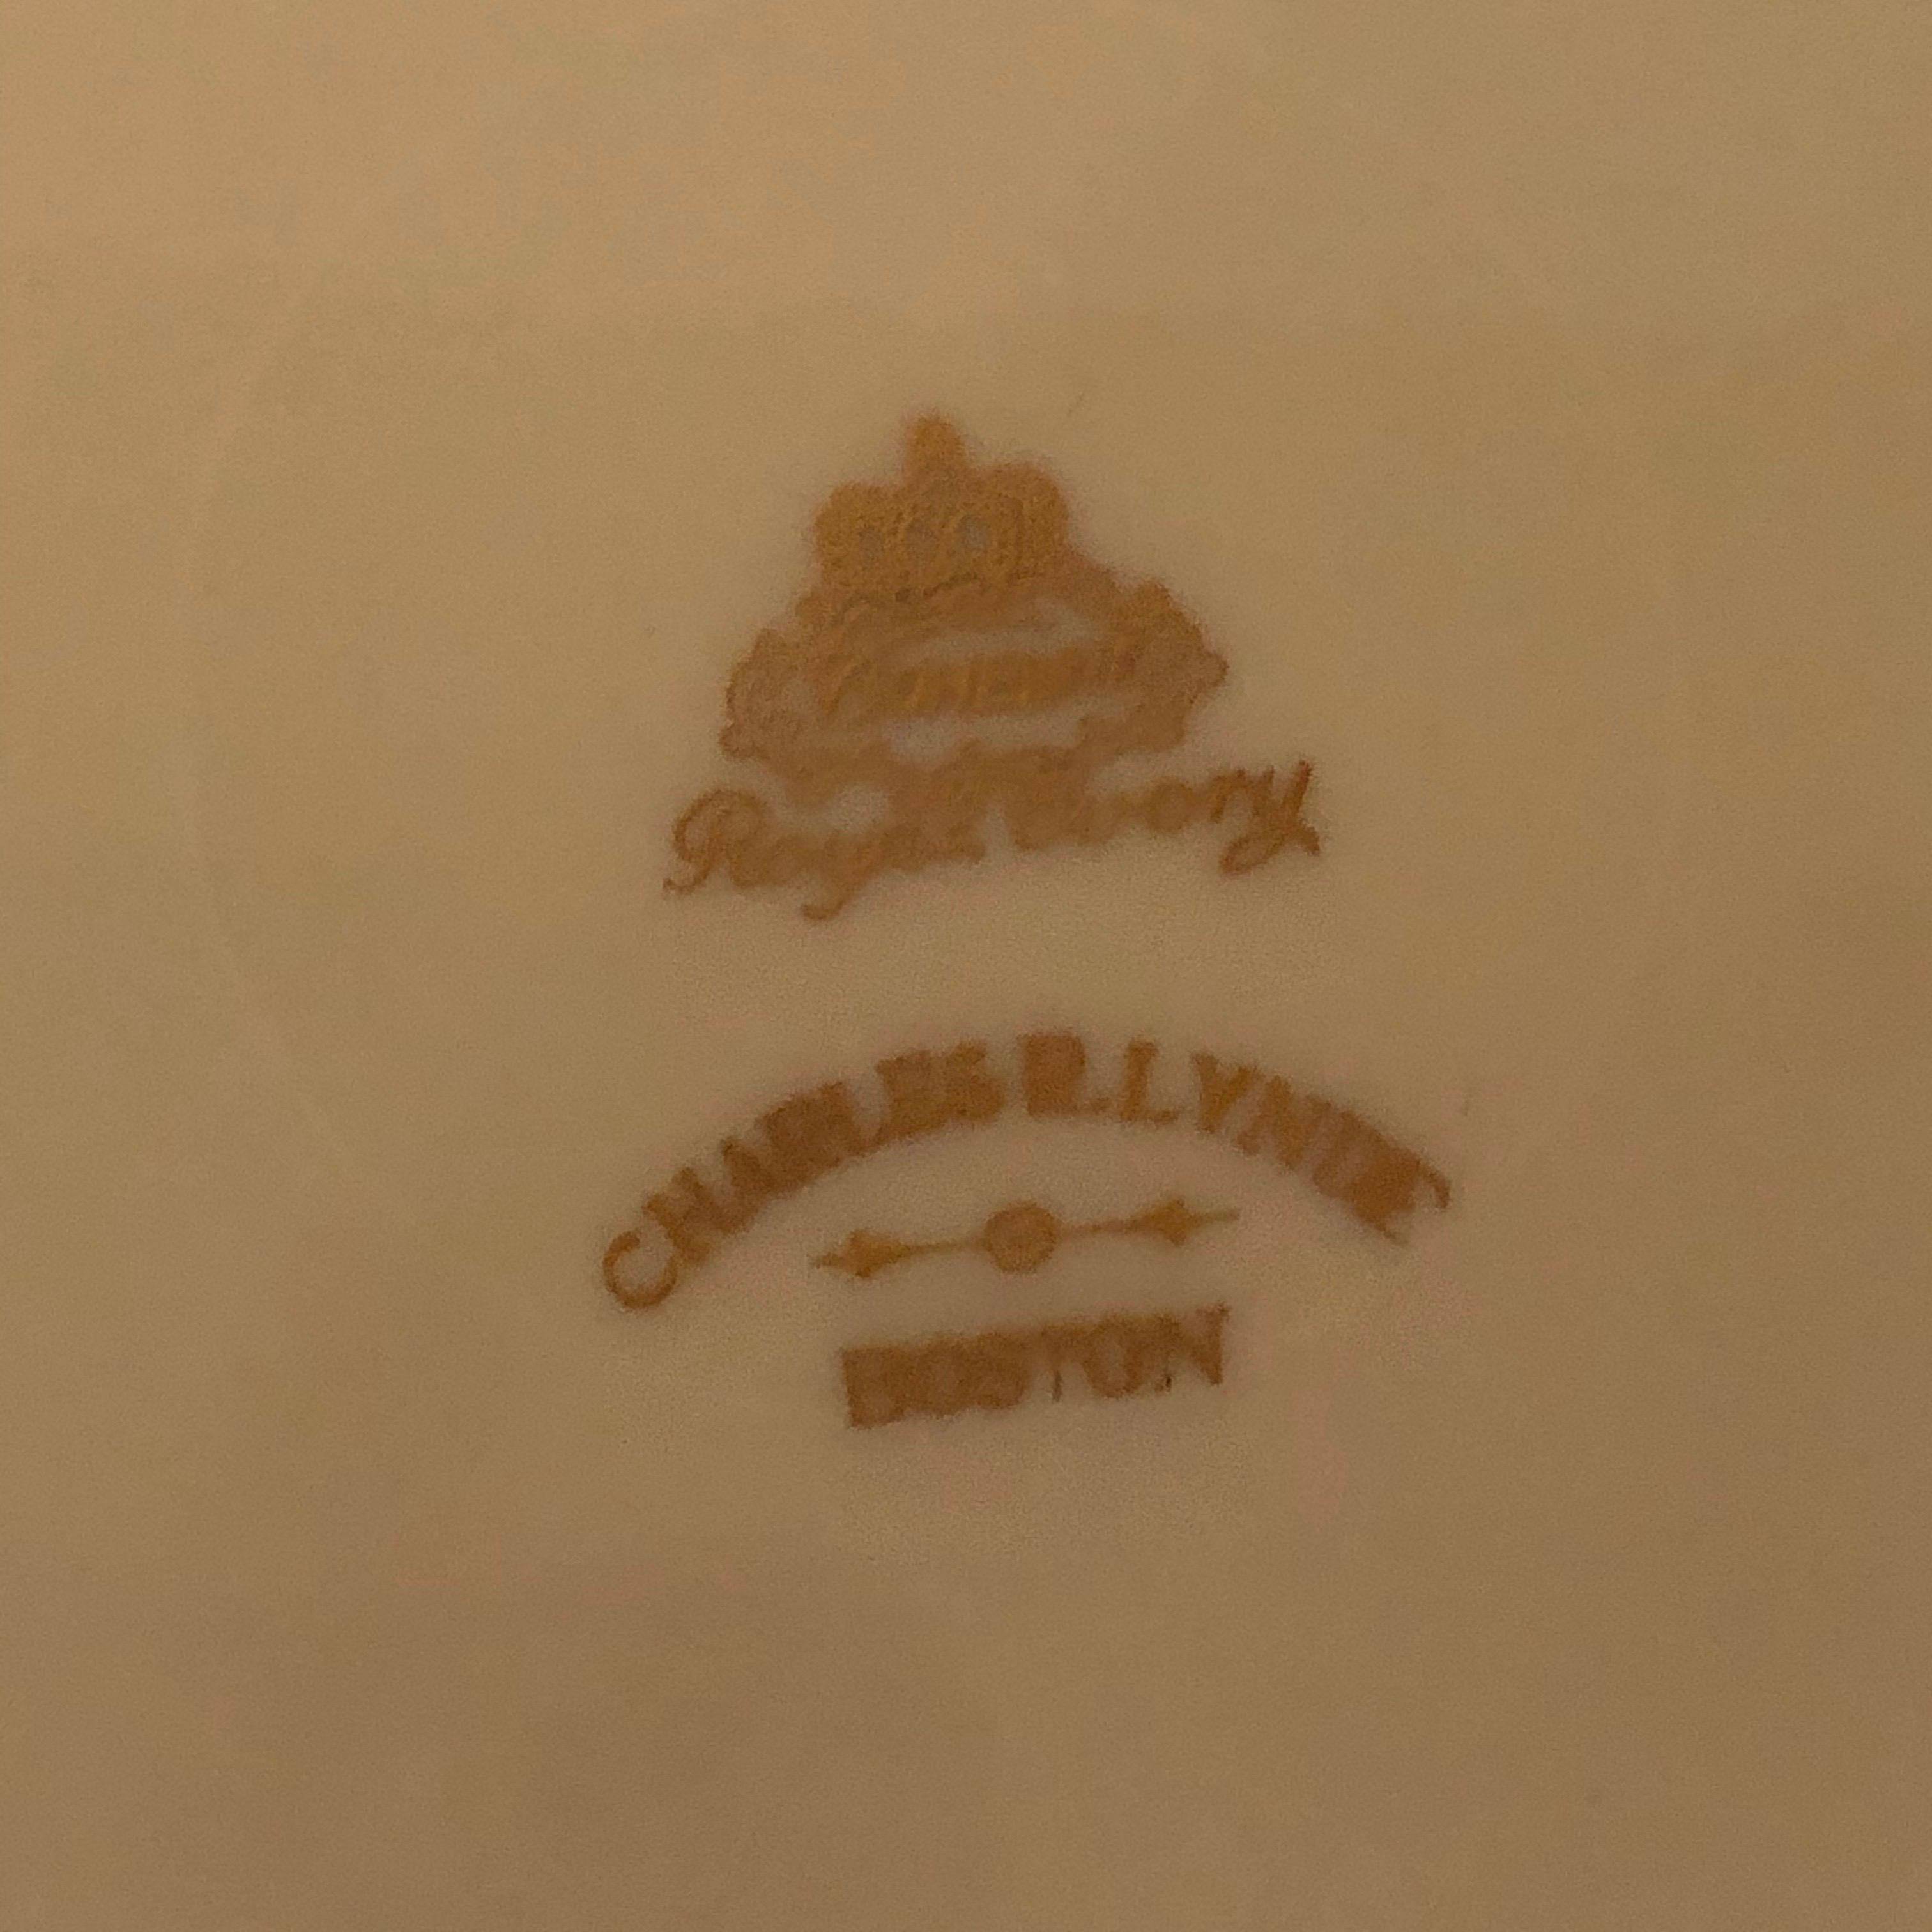 Royal Ivory
CHARLES R. LYNDE
BOSTON